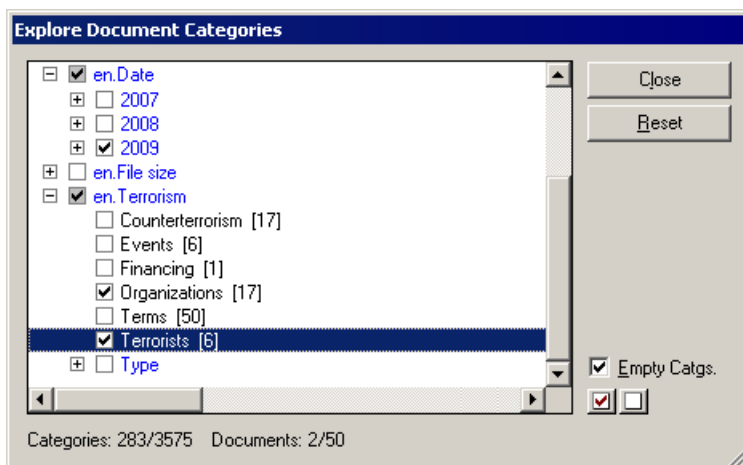 Explore Document Categories
en.Date
2007
2008
2009
en.File size
en.Terrorism
Counterterrorism [17]
Events [6]
Financing [1]
Organizations [17]
Terms [50]
Terrorists [6]
Type
Close
Reset
Empty Catgs.
Categories: 283/3575 Documents: 2/50